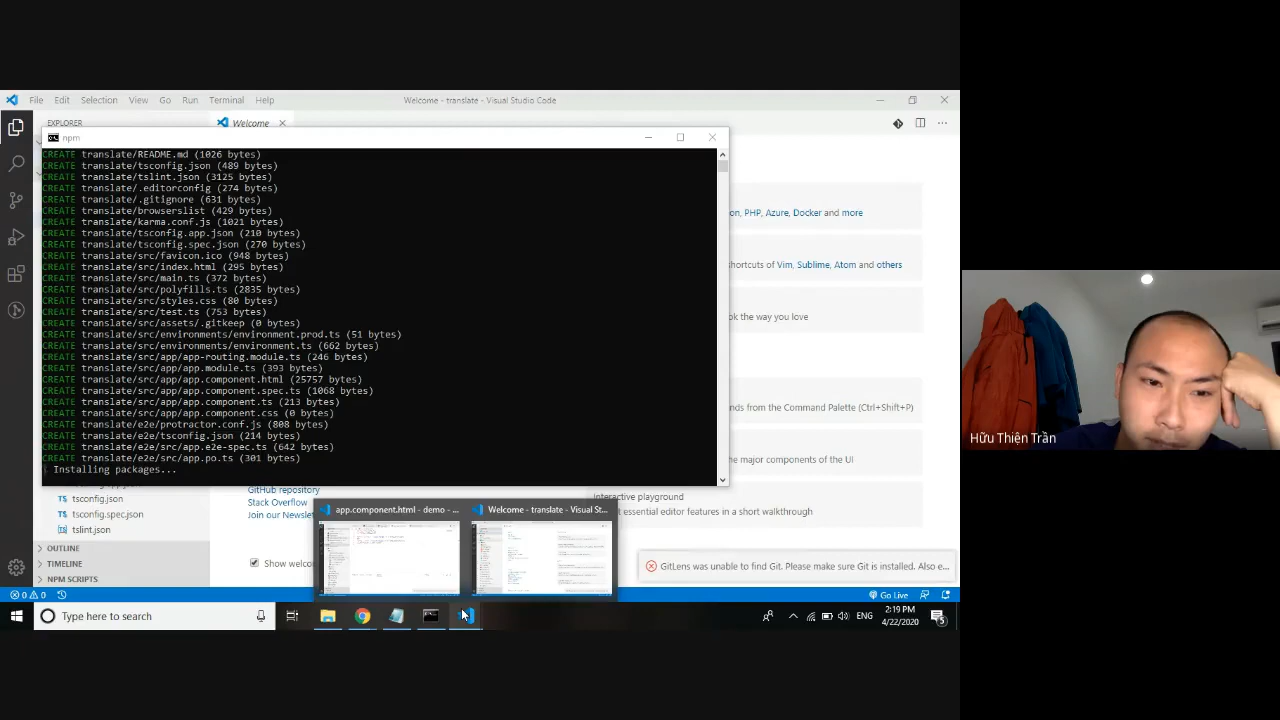 File Edit Selection View Go Run Terminal Help
Welcome - translate - Visual Studio Code
EXPLORER
Welcome
npm
CREATE translate/README.md (1026 bytes)
CREATE translate/tsconfig.json (489 bytes)
CREATE translate/tslint.json (3125 bytes)
CREATE translate/.editorconfig (274 bytes)
CREATE translate/.gitignore (631 bytes)
CREATE translate/browserslist (429 bytes)
CREATE translate/karma.conf.js (1021 bytes)
CREATE translate/tsconfig.app.json (210 bytes)
CREATE translate/tsconfig.spec.json (270 bytes)
CREATE translate/src/favicon.ico (948 bytes)
CREATE translate/src/index.html (295 bytes)
CREATE translate/src/main.ts (372 bytes)
CREATE translate/src/polyfills.ts (2835 bytes)
CREATE translate/src/styles.css (80 bytes)
CREATE translate/src/test.ts (753 bytes)
CREATE translate/src/assets/.gitkeep (0 bytes)
CREATE translate/src/environments/environment.prod.ts (51 bytes)
CREATE translate/src/environments/environment.ts (662 bytes)
CREATE translate/src/app/app-routing.module.ts (246 bytes)
CREATE translate/src/app/app.module.ts (393 bytes)
CREATE translate/src/app/app.component.html (25757 bytes)
CREATE translate/src/app/app.component.spec.ts (1068 bytes)
CREATE translate/src/app/app.component.ts (213 bytes)
CREATE translate/src/app/app.component.css (0 bytes)
CREATE translate/e2e/protractor.conf.js (808 bytes)
CREATE translate/e2e/tsconfig.json (214 bytes)
CREATE translate/e2e/src/app.e2e-spec.ts (642 bytes)
CREATE translate/e2e/src/app.po.ts (301 bytes)
Installing packages...
on, PHP, Azure, Docker and more
hortcuts of Vim, Sublime, Atom and others
ok the way you love
nds from the Command Palette (Ctrl+Shift+P)
he major components of the UI
Interactive playground
t essential editor features in a short walkthrough
GitHub repository
Stack Overflow
Join our Newsle
tsconfig.json
tsconfig.spec.json
tslint.json
OUTLINE
TIMELINE
NPM SCRIPTS
Show welco
app.component.html - demo - ...
Welcome - translate - Visual St...
GitLens was unable to find Git. Please make sure Git is installed. Also e...
0 0
Go Live
Type here to search
ENG
2:19 PM
4/22/2020
5
Hữu Thiện Trần